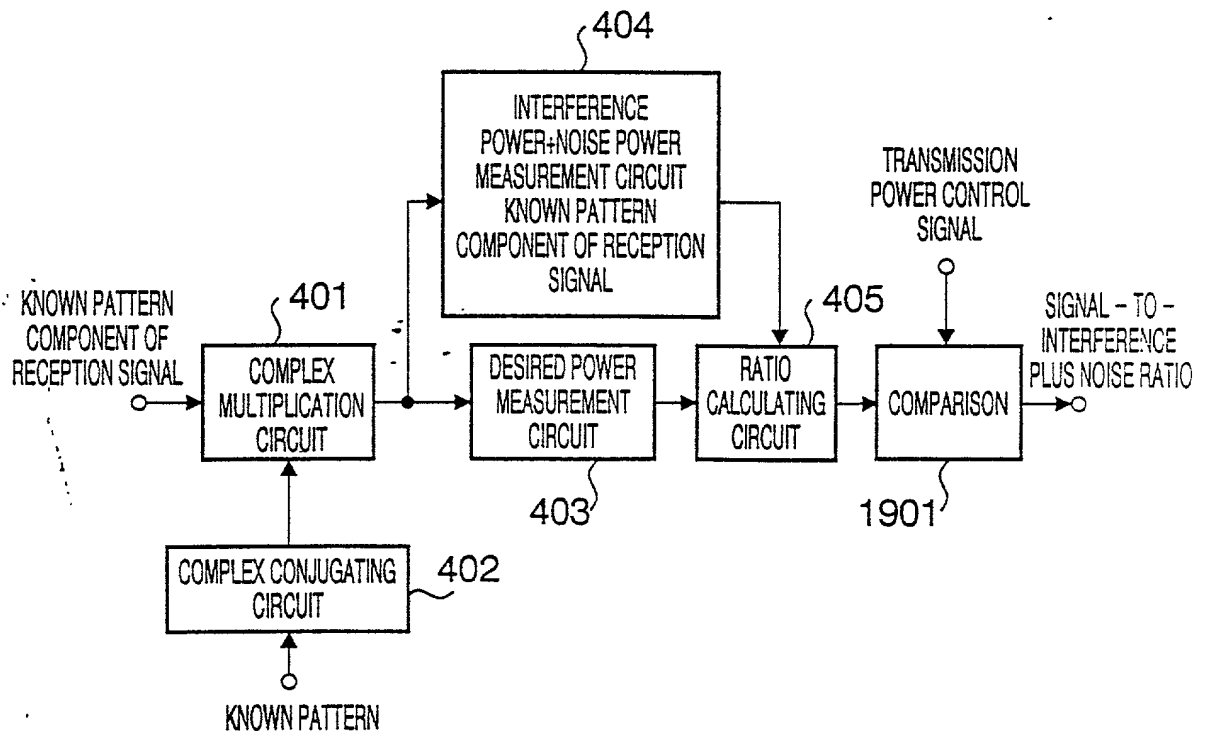 404
INTERFERENCE
POWER+NOISE POWER
MEASUREMENT CIRCUIT
KNOWN PATTERN
COMPONENT OF RECEPTION
SIGNAL
TRANSMISSION
POWER CONTROL
SIGNAL
KNOWN PATTERN
COMPONENT OF
RECEPTION SIGNAL
401
COMPLEX
MULTIPLICATION
CIRCUIT
DESIRED POWER
MEASUREMENT
CIRCUIT
403
405
RATIO
CALCULATING
CIRCUIT
COMPARISON
1901
SIGNAL - TO -
INTERFERENCE
PLUS NOISE RATIO
COMPLEX CONJUGATING
CIRCUIT
402
KNOWN PATTERN